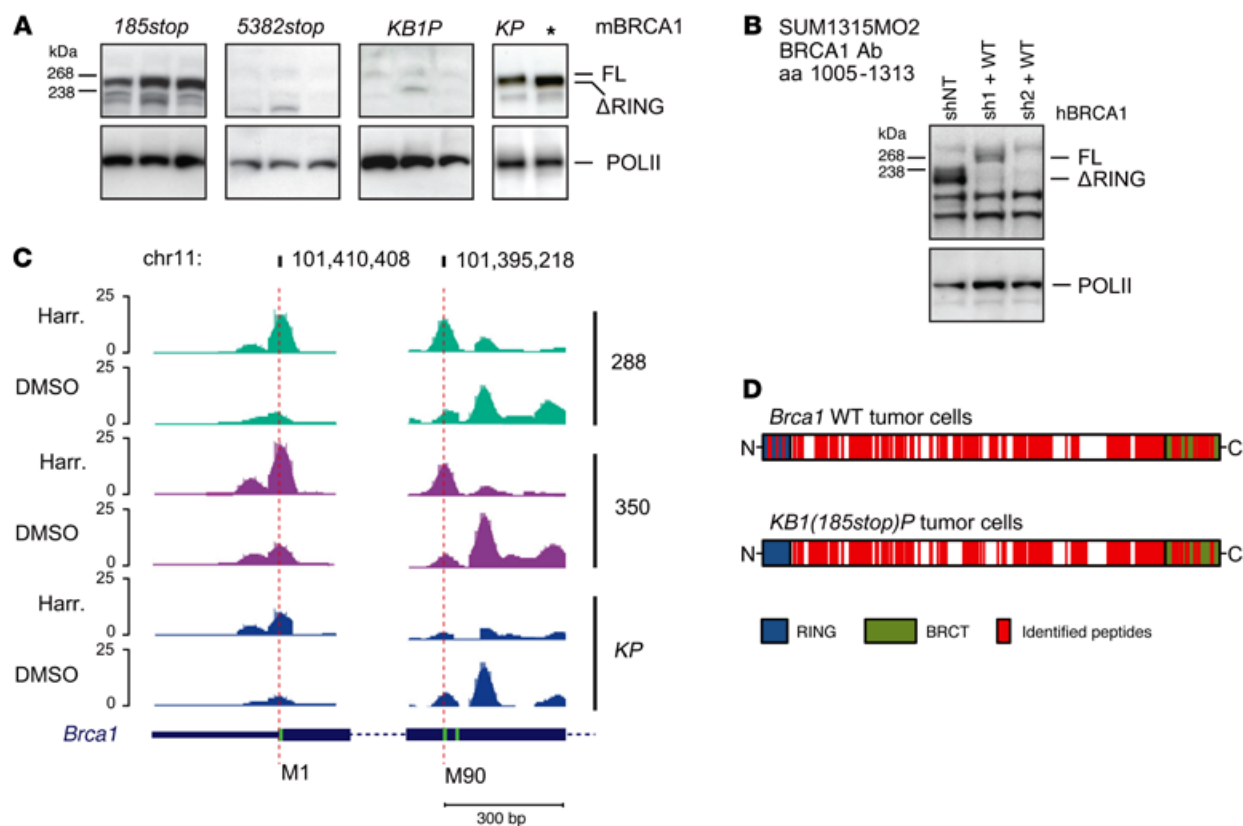 A
185stop 5382stop KB1P KP * mBRCA1
kDa
268
238
FL
ΔRING
POLII
B
SUM1315MO2
BRCA1 Ab
aa 1005-1313
shNT
sh1 + WT
sh2 + WT
hBRCA1
kDa
268
238
FL
ΔRING
POLII
C
chr11: 101,410,408 101,395,218
25
Harr.
0
25
DMSO
0
288
25
Harr.
0
25
DMSO
0
350
25
Harr.
0
25
DMSO
0
KP
Brca1
M1 M90
300 bp
D
Brca1 WT tumor cells
N C
KB1(185stop)P tumor cells
N C
RING BRCT Identified peptides